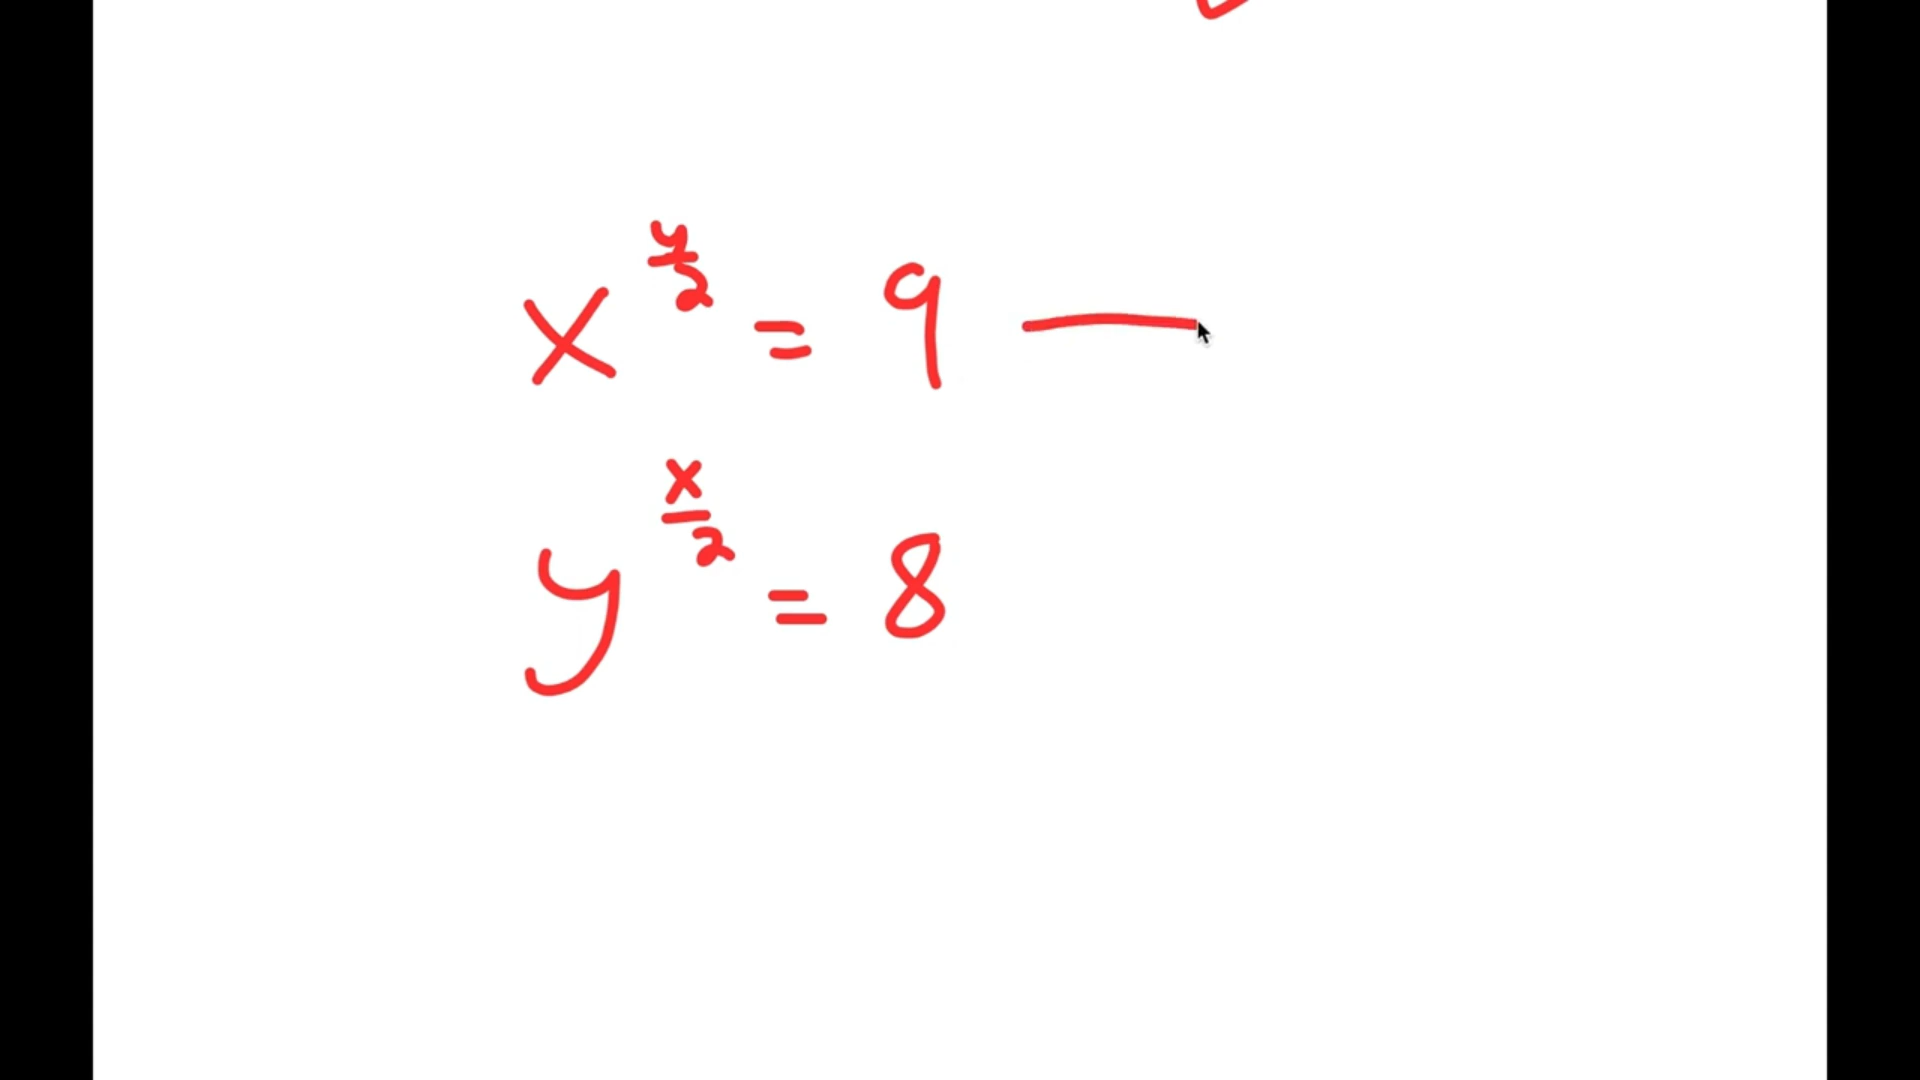 x^{y/2} = 9 —
y^{x/2} = 8